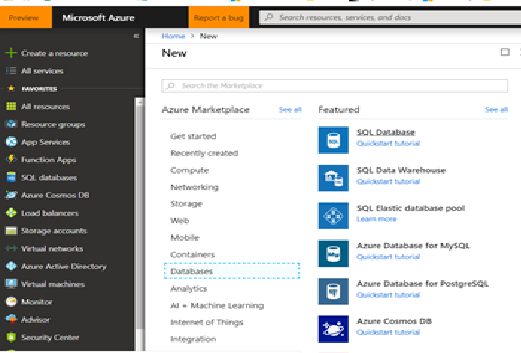 Preview
Microsoft Azure
Report a bug
Search resources, services, and docs
Create a resource
All services
FAVORITES
All resources
Resource groups
App Services
Function Apps
SQL databases
Azure Cosmos DB
Load balancers
Storage accounts
Virtual networks
Azure Active Directory
Virtual machines
Monitor
Advisor
Security Center
Home > New
New
Search the Marketplace
Azure Marketplace See all
Get started
Recently created
Compute
Networking
Storage
Web
Mobile
Containers
Databases
Analytics
AI + Machine Learning
Internet of Things
Integration
Featured See all
SQL Database
Quickstart tutorial
SQL Data Warehouse
Quickstart tutorial
SQL Elastic database pool
Learn more
Azure Database for MySQL
Quickstart tutorial
Azure Database for PostgreSQL
Quickstart tutorial
Azure Cosmos DB
Quickstart tutorial